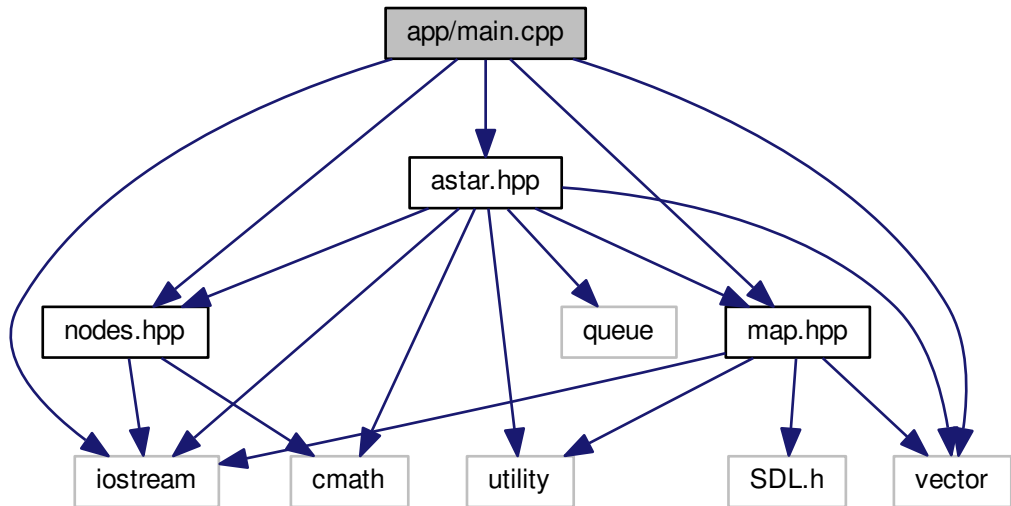 app/main.cpp
astar.hpp
nodes.hpp
queue
map.hpp
iostream
cmath
utility
SDL.h
vector